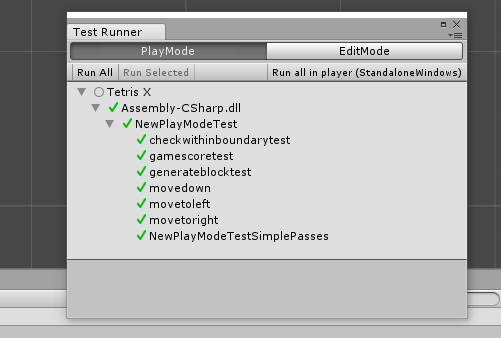 Test Runner
PlayMode EditMode
Run All Run Selected Run all in player (StandaloneWindows)
Tetris X
Assembly-CSharp.dll
NewPlayModeTest
checkwithinboundarytest
gamescoretest
generateblocktest
movedown
movetoleft
movetoright
NewPlayModeTestSimplePasses